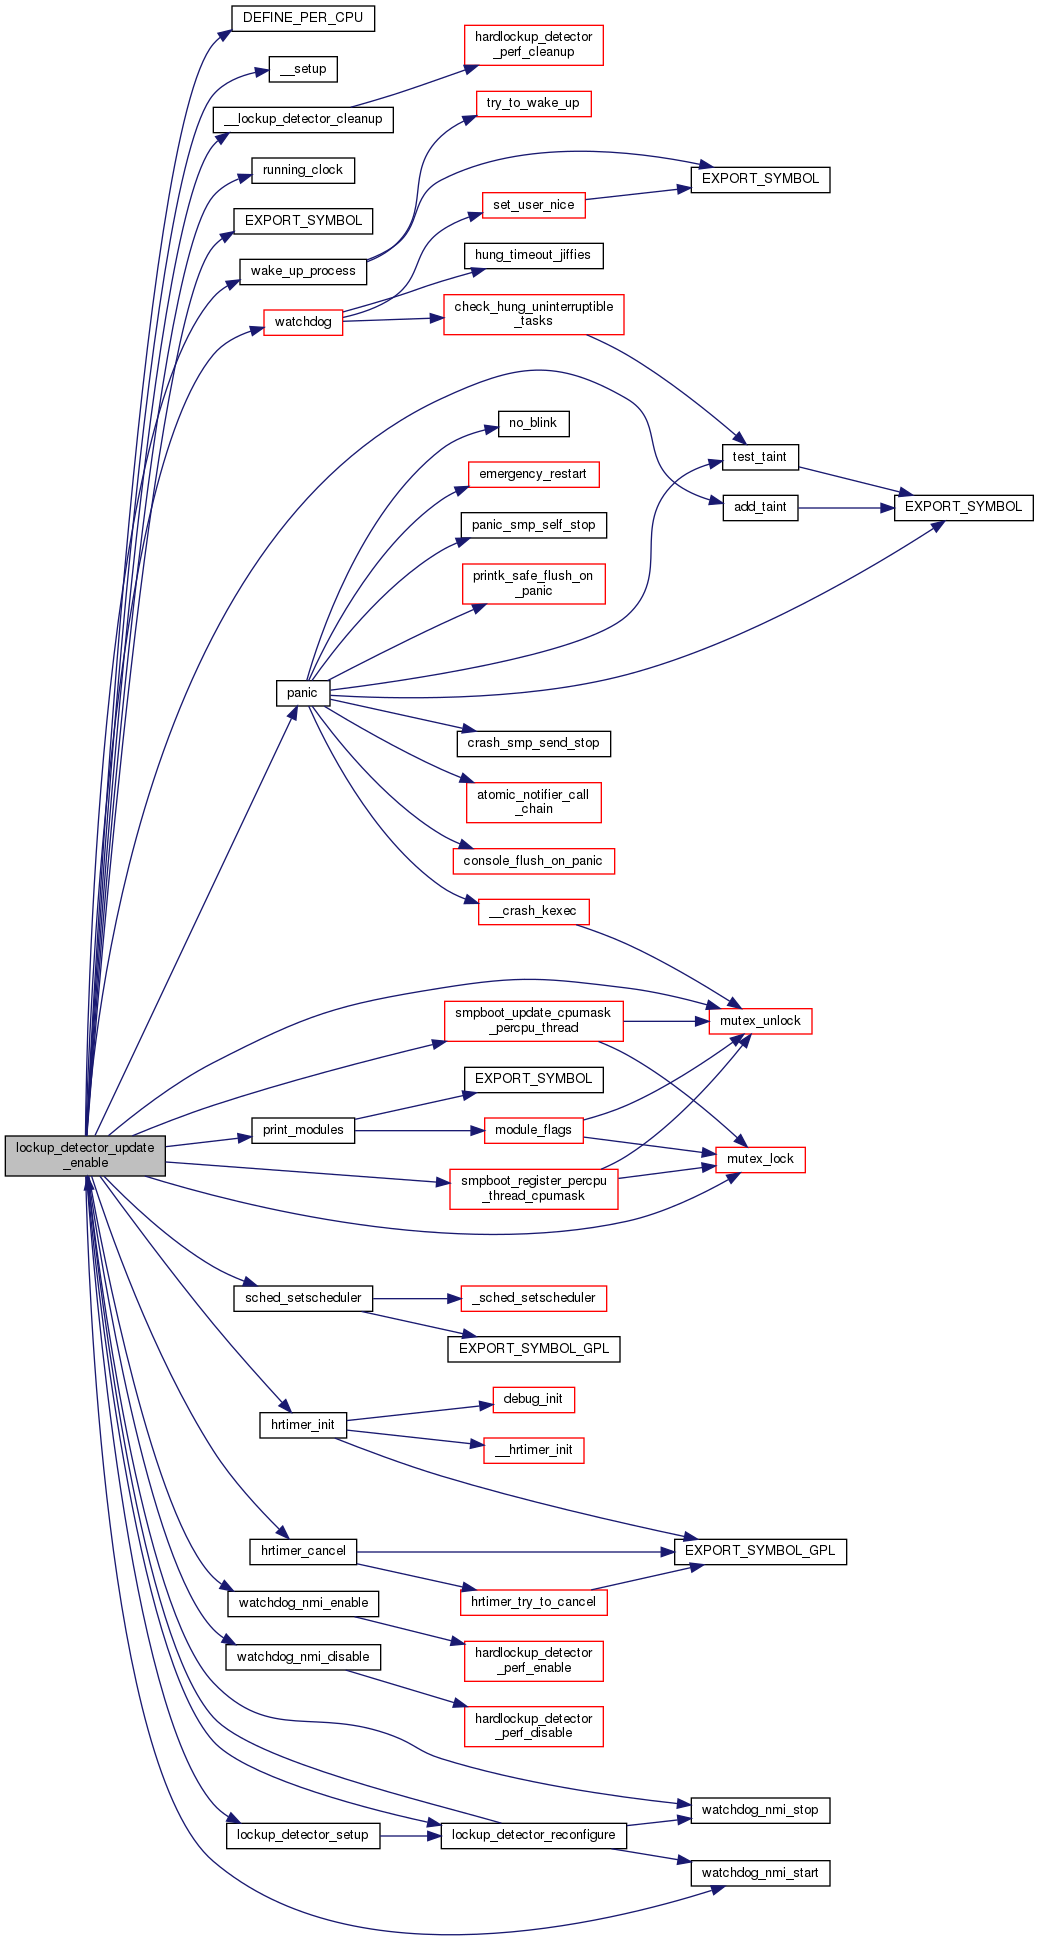 DEFINE_PER_CPU
hardlockup_detector
_perf_cleanup
__setup
try_to_wake_up
__lockup_detector_cleanup
running_clock
EXPORT_SYMBOL
set_user_nice
EXPORT_SYMBOL
hung_timeout_jiffies
wake_up_process
watchdog
check_hung_uninterruptible
_tasks
no_blink
test_taint
emergency_restart
add_taint
EXPORT_SYMBOL
panic_smp_self_stop
printk_safe_flush_on
_panic
panic
crash_smp_send_stop
atomic_notifier_call
_chain
console_flush_on_panic
__crash_kexec
smpboot_update_cpumask
_percpu_thread
mutex_unlock
EXPORT_SYMBOL
print_modules
module_flags
lockup_detector_update
_enable
mutex_lock
smpboot_register_percpu
_thread_cpumask
sched_setscheduler
_sched_setscheduler
EXPORT_SYMBOL_GPL
debug_init
hrtimer_init
__hrtimer_init
hrtimer_cancel
EXPORT_SYMBOL_GPL
watchdog_nmi_enable
hrtimer_try_to_cancel
watchdog_nmi_disable
hardlockup_detector
_perf_enable
hardlockup_detector
_perf_disable
watchdog_nmi_stop
lockup_detector_setup
lockup_detector_reconfigure
watchdog_nmi_start